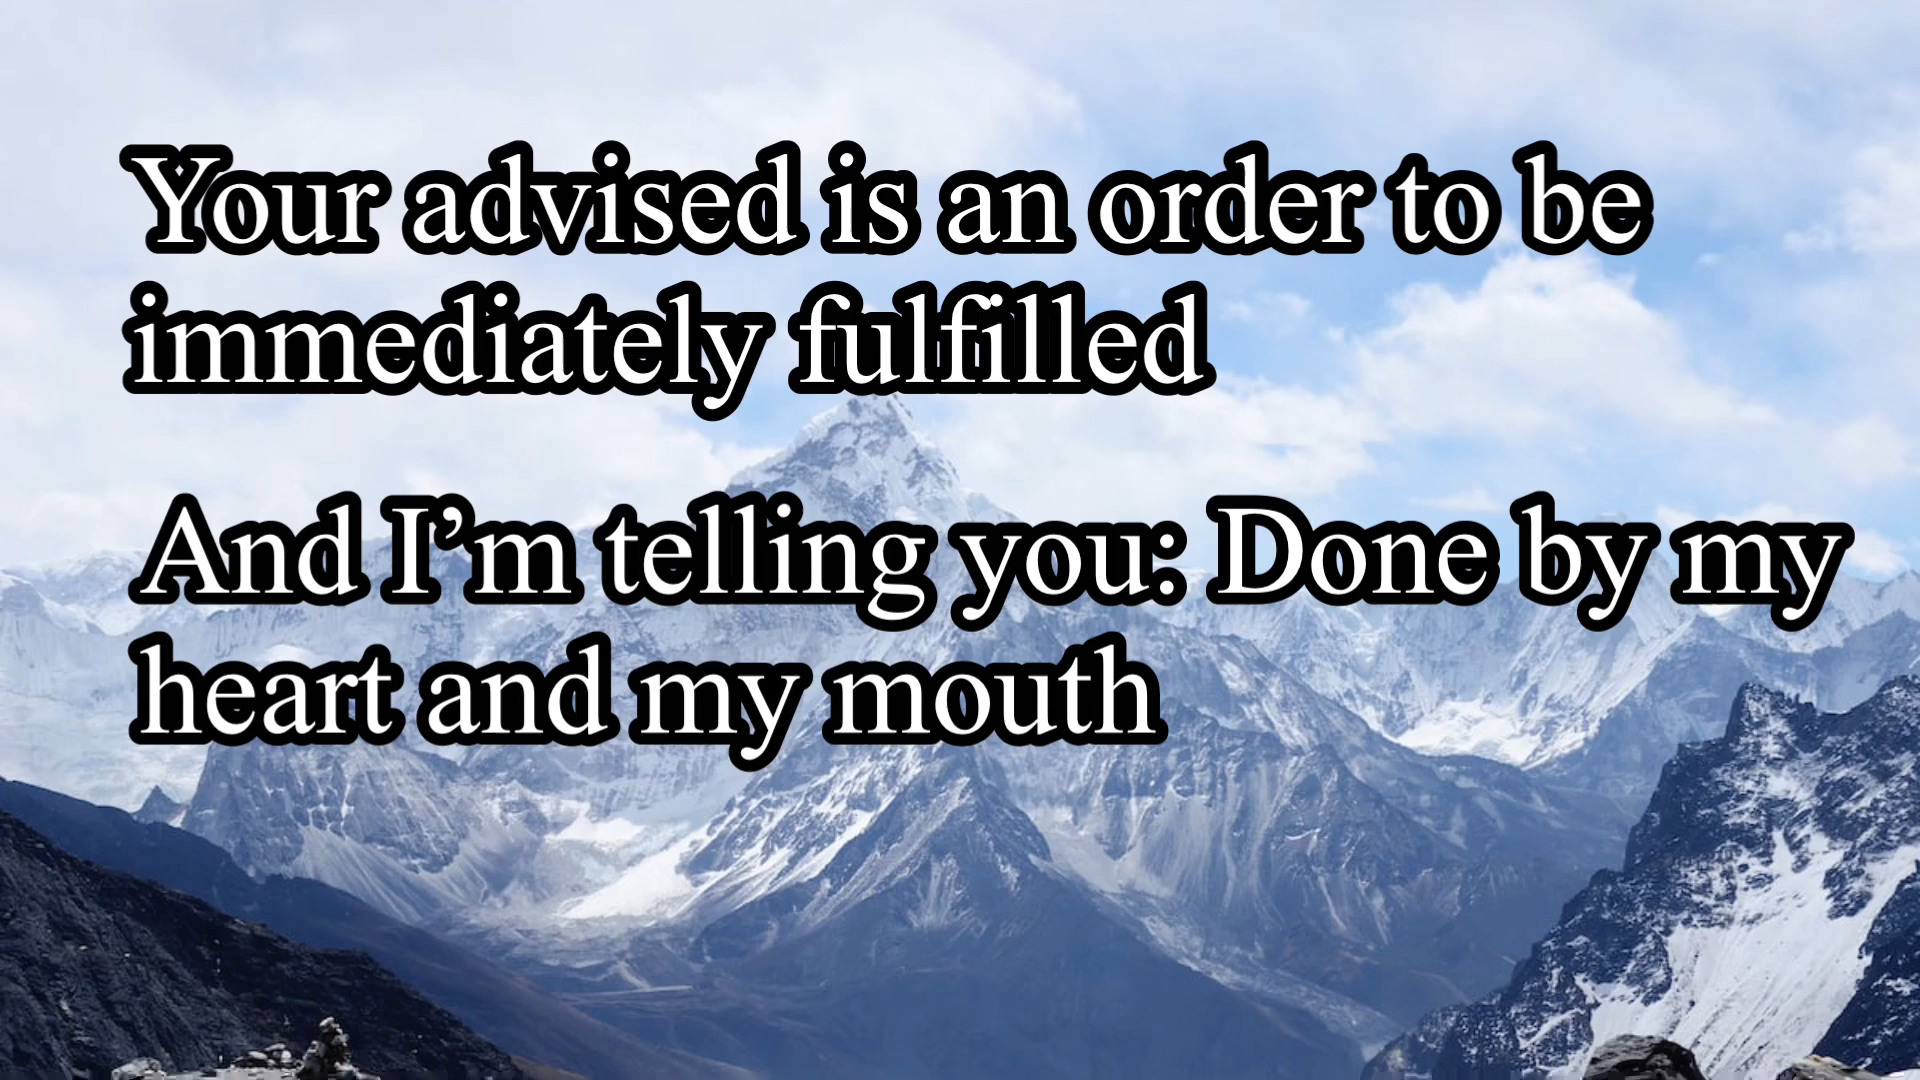 Your advised is an order to be
immediately fulfilled
And I’m telling you: Done by my
heart and my mouth